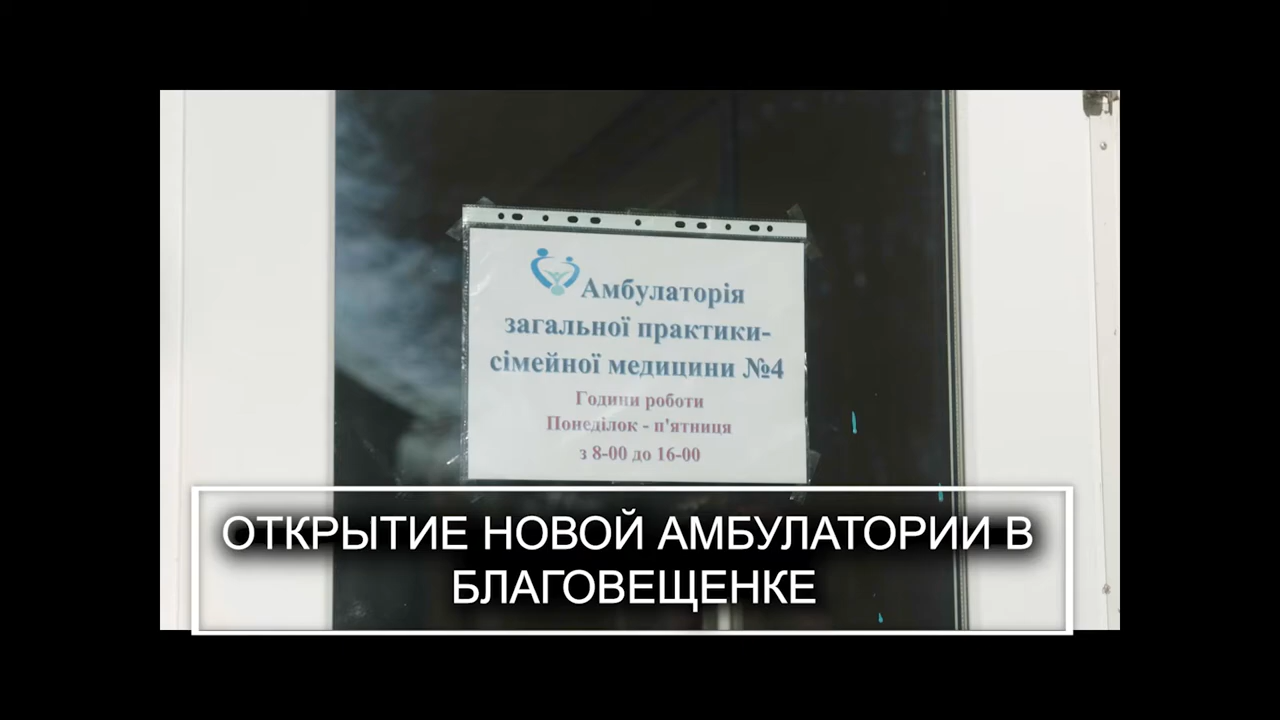 Амбулаторія
загальної практики-
сімейної медицини №4
Години роботи
Понеділок - п'ятниця
з 8-00 до 16-00
ОТКРЫТИЕ НОВОЙ АМБУЛАТОРИИ В
БЛАГОВЕЩЕНКЕ